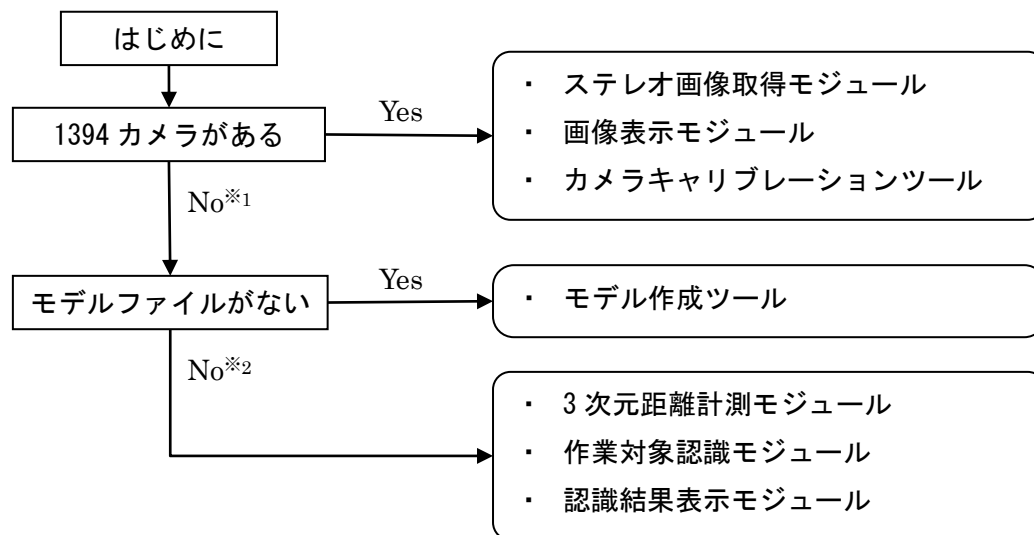 はじめに
1394 カメラがある
Yes
・ ステレオ画像取得モジュール
・ 画像表示モジュール
・ カメラキャリブレーションツール
No※1
モデルファイルがない
Yes
・ モデル作成ツール
No※2
・ 3 次元距離計測モジュール
・ 作業対象認識モジュール
・ 認識結果表示モジュール